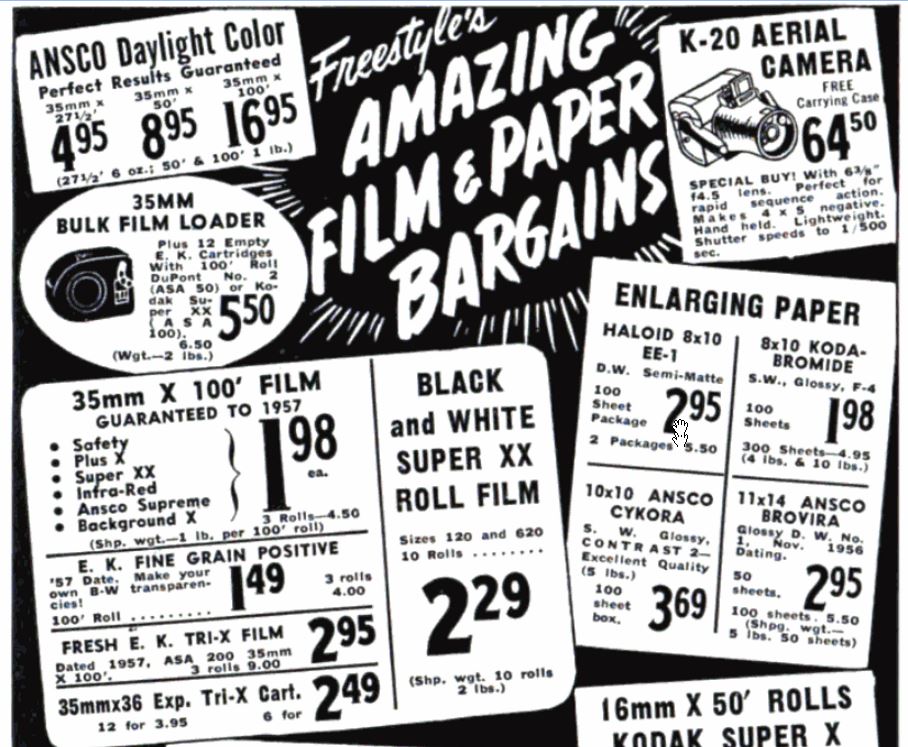 ANSCO Daylight Color
Perfect Results Guaranteed
35mm x 27½' 4 95
35mm x 50' 8 95
35mm x 100' 16 95
(27½' 6 oz.; 50' & 100' 1 lb.)
Freestyle's
AMAZING
FILM & PAPER
BARGAINS
K-20 AERIAL
CAMERA
FREE
Carrying Case
64 50
SPECIAL BUY! With 6⅜"
f4.5 lens. Perfect for
rapid sequence action.
Makes 4 x 5 negative.
Hand held. Lightweight.
Shutter speeds to 1/500
sec.
35MM
BULK FILM LOADER
Plus 12 Empty
E. K. Cartridges
With 100' Roll
DuPont No. 2
(ASA 50) or Ko-
dak Su-
per XX
(ASA
100),
6.50
5 50
(Wgt.—2 lbs.)
35mm X 100' FILM
GUARANTEED TO 1957
• Safety
• Plus X
• Super XX
• Infra-Red
• Ansco Supreme
• Background X
1 98
ea.
3 Rolls—4.50
(Shp. wgt.—1 lb. per 100' roll)
E. K. FINE GRAIN POSITIVE
'57 Date. Make your
own B-W transparen-
cies!
100' Roll .........
1 49
3 rolls
4.00
FRESH E. K. TRI-X FILM
Dated 1957, ASA 200 35mm
X 100'. 3 rolls 9.00
2 95
35mmx36 Exp. Tri-X Cart.
12 for 3.95 6 for
2 49
BLACK
and WHITE
SUPER XX
ROLL FILM
Sizes 120 and 620
10 Rolls ........
2 29
(Shp. wgt. 10 rolls
2 lbs.)
ENLARGING PAPER
HALOID 8x10
EE-1
D.W. Semi-Matte
100
Sheet
Package
2 95
2 Packages 5.50
8x10 KODA-
BROMIDE
S.W., Glossy, F-4
100
Sheets
1 98
300 Sheets—4.95
(4 lbs. & 10 lbs.)
10x10 ANSCO
CYKORA
S. W. Glossy,
CONTRAST 2—
Excellent Quality
(5 lbs.)
100
sheet
box.
3 69
11x14 ANSCO
BROVIRA
Glossy D. W. No.
1, Nov. 1956
Dating.
50
sheets.
2 95
100 sheets . 5.50
(Shpg. wgt.—
5 lbs. 50 sheets)
16mm X 50' ROLLS
KODAK SUPER X